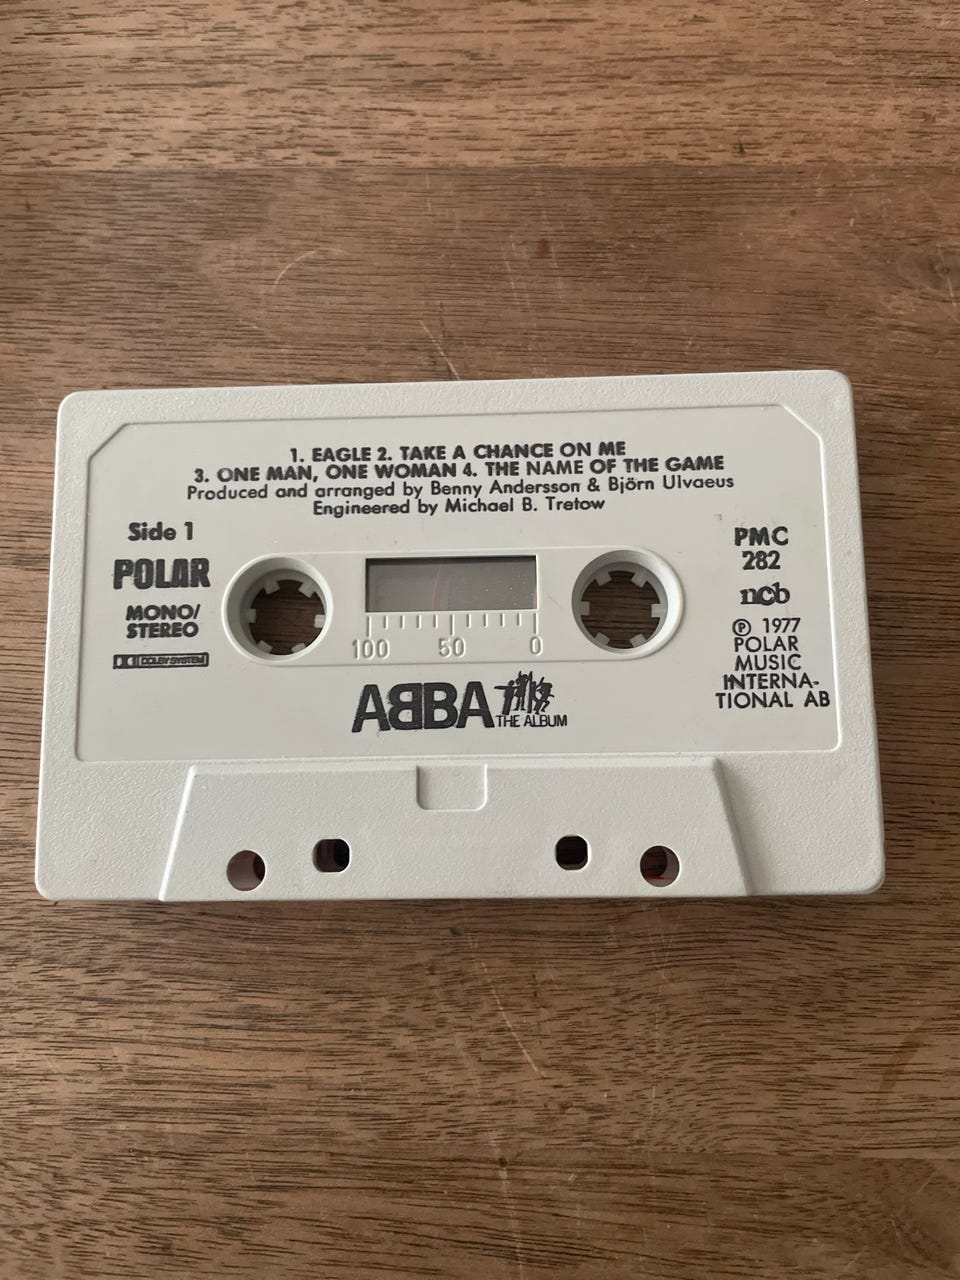 1. EAGLE 2. TAKE A CHANCE ON ME
3. ONE MAN, ONE WOMAN 4. THE NAME OF THE GAME
Produced and arranged by Benny Andersson & Björn Ulvaeus
Engineered by Michael B. Tretow
Side 1
POLAR
MONO/
STEREO
DOLBY SYSTEM
100 50 0
ABBA
THE ALBUM
PMC
282
ncb
Ⓟ 1977
POLAR
MUSIC
INTERNA-
TIONAL AB